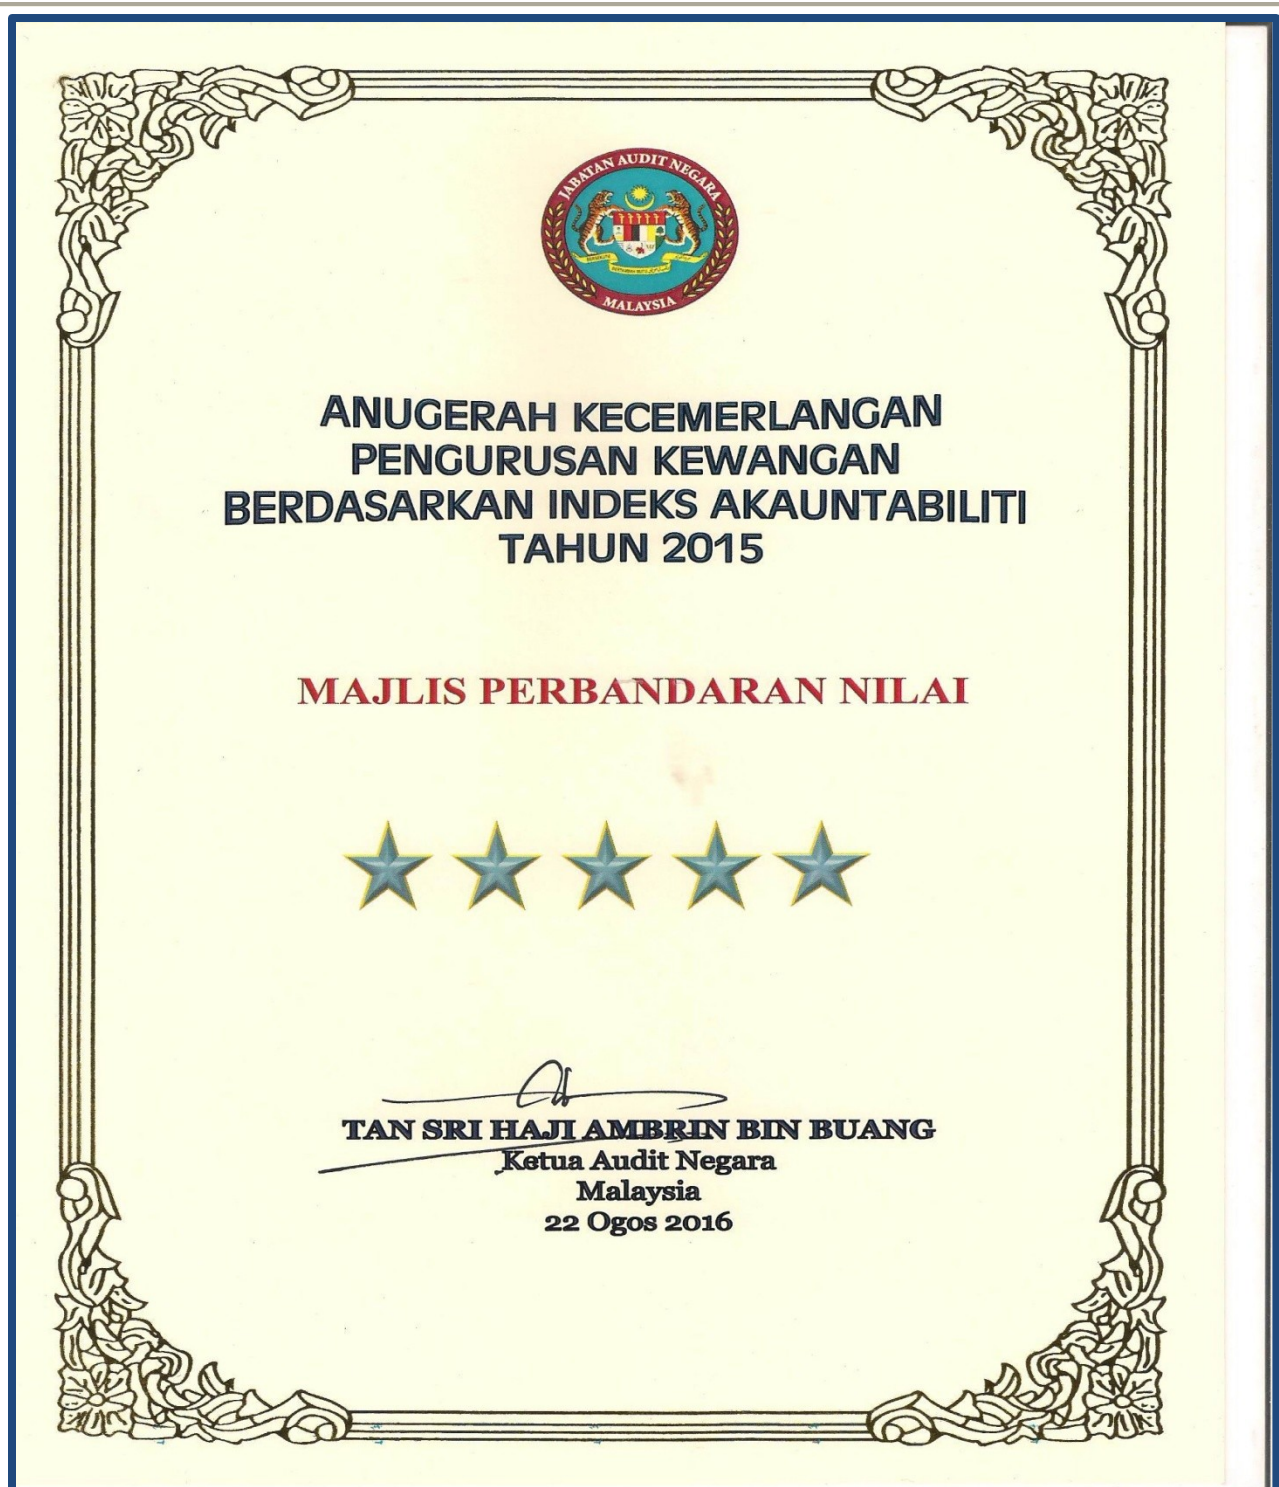 JABATAN AUDIT NEGARA
MALAYSIA
ANUGERAH KECEMERLANGAN
PENGURUSAN KEWANGAN
BERDASARKAN INDEKS AKAUNTABILITI
TAHUN 2015
MAJLIS PERBANDARAN NILAI
TAN SRI HAJI AMBRIN BIN BUANG
Ketua Audit Negara
Malaysia
22 Ogos 2016